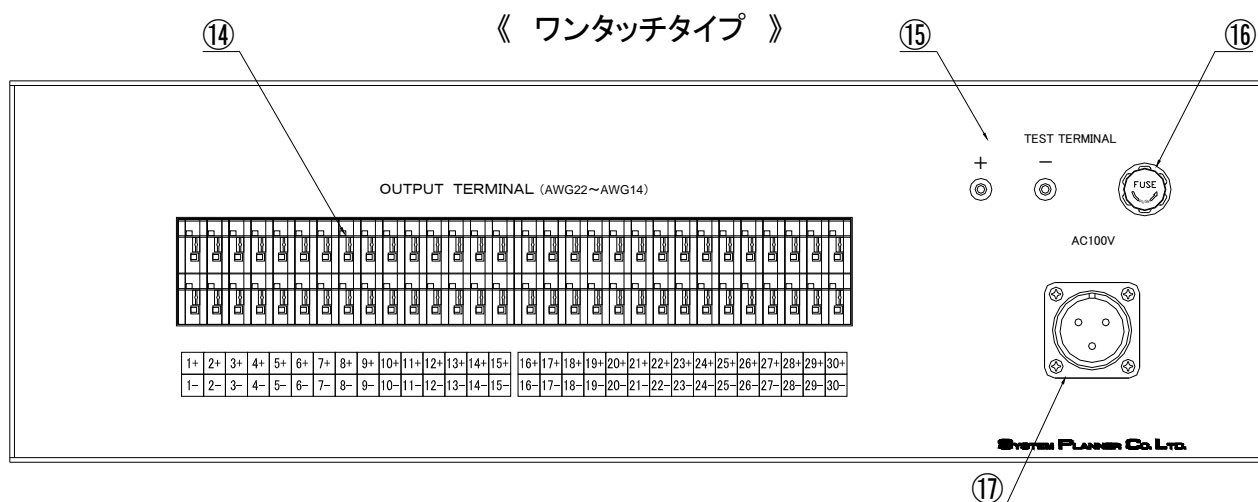 《 ワンタッチタイプ 》
⑭ ⑮ ⑯
TEST TERMINAL
+ −
OUTPUT TERMINAL (AWG22~AWG14)
FUSE
AC100V
1+ 2+ 3+ 4+ 5+ 6+ 7+ 8+ 9+ 10+ 11+ 12+ 13+ 14+ 15+ 16+ 17+ 18+ 19+ 20+ 21+ 22+ 23+ 24+ 25+ 26+ 27+ 28+ 29+ 30+
1- 2- 3- 4- 5- 6- 7- 8- 9- 10- 11- 12- 13- 14- 15- 16- 17- 18- 19- 20- 21- 22- 23- 24- 25- 26- 27- 28- 29- 30-
SYSTEM PLANNER CO. LTD.
⑰